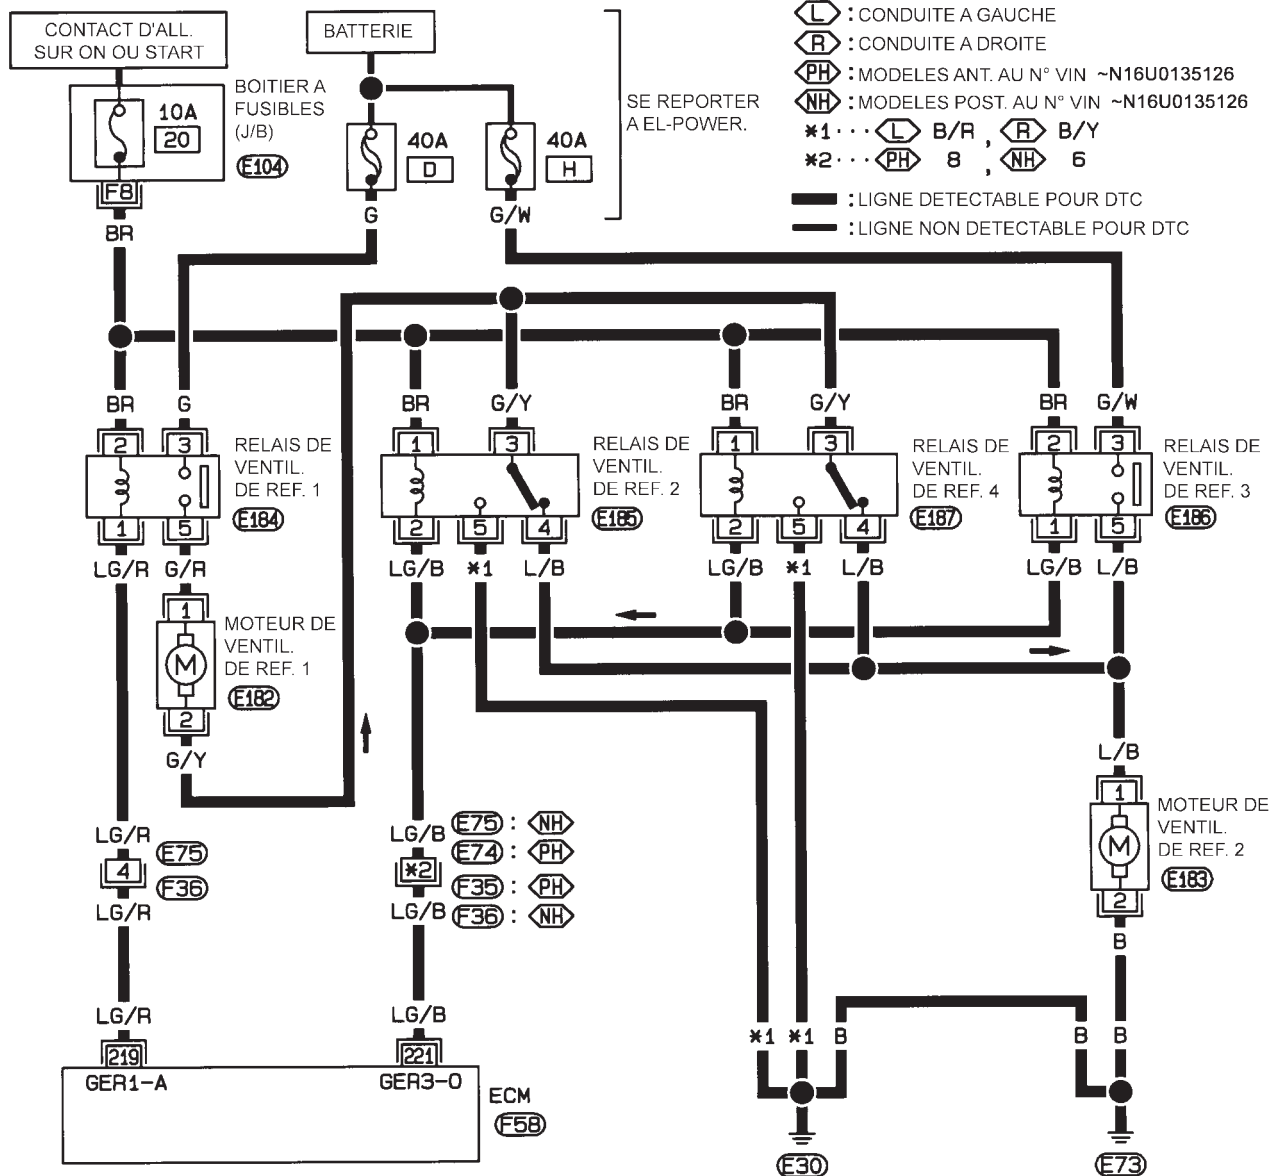 CONTACT D'ALL.
SUR ON OU START
BATTERIE
L : CONDUITE A GAUCHE
R : CONDUITE A DROITE
PH : MODELES ANT. AU N° VIN ~N16U0135126
NH : MODELES POST. AU N° VIN ~N16U0135126
*1 ··· L B/R , R B/Y
*2 ··· PH 8 , NH 6
: LIGNE DETECTABLE POUR DTC
: LIGNE NON DETECTABLE POUR DTC
10A
20
BOITIER A
FUSIBLES
(J/B)
E104
40A
D
40A
H
SE REPORTER
A EL-POWER.
F8
BR
G
G/W
BR G BR G/Y BR G/Y BR G/W
2 3 1 3 1 3 2 3
RELAIS DE
VENTIL.
DE REF. 1
E184
RELAIS DE
VENTIL.
DE REF. 2
E185
RELAIS DE
VENTIL.
DE REF. 4
E187
RELAIS DE
VENTIL.
DE REF. 3
E186
1 5 2 5 4 2 5 4 1 5
LG/R G/R LG/B *1 L/B LG/B *1 L/B LG/B L/B
1
M
2
MOTEUR DE
VENTIL.
DE REF. 1
E182
G/Y
L/B
1
M
2
MOTEUR DE
VENTIL.
DE REF. 2
E183
B
LG/R
4
LG/R
E75
F36
LG/B
*2
LG/B
E75 : NH
E74 : PH
F35 : PH
F36 : NH
LG/R LG/B
*1 *1 B B B
219 221
GER1-A GER3-O
ECM
F58
E30
E73